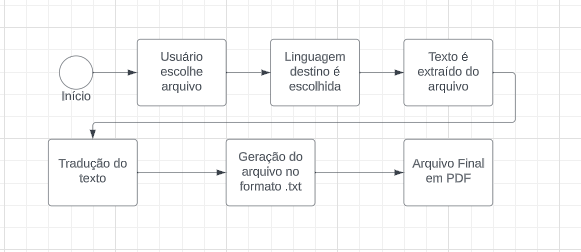 Início
Usuário
escolhe
arquivo
Linguagem
destino é
escolhida
Texto é
extraído do
arquivo
Tradução do
texto
Geração do
arquivo no
formato .txt
Arquivo Final
em PDF